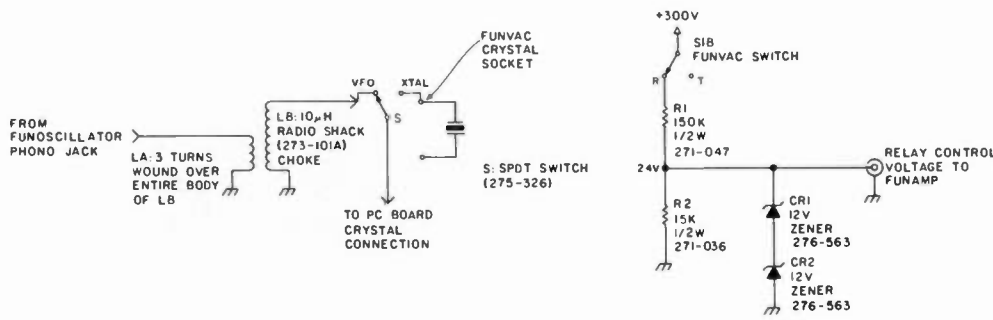 FROM
FUNOSCILLATOR
PHONO JACK
LA: 3 TURNS
WOUND OVER
ENTIRE BODY
OF LB
LB: 10µH
RADIO SHACK
(273-101A)
CHOKE
VFO
XTAL
S
FUNVAC
CRYSTAL
SOCKET
S: SPDT SWITCH
(275-326)
TO PC BOARD
CRYSTAL
CONNECTION
+300V
S1B
FUNVAC SWITCH
R
T
R1
150K
1/2W
271-047
24V
R2
15K
1/2W
271-036
CR1
12V
ZENER
276-563
CR2
12V
ZENER
276-563
RELAY CONTROL
VOLTAGE TO
FUNAMP